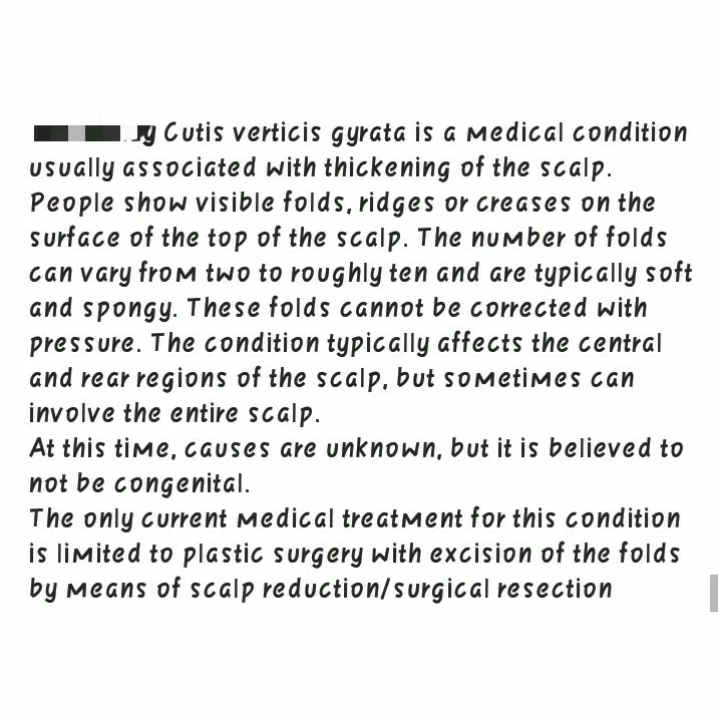 Cutis verticis gyrata is a medical condition
usually associated with thickening of the scalp.
People show visible folds, ridges or creases on the
surface of the top of the scalp. The number of folds
can vary from two to roughly ten and are typically soft
and spongy. These folds cannot be corrected with
pressure. The condition typically affects the central
and rear regions of the scalp, but sometimes can
involve the entire scalp.
At this time, causes are unknown, but it is believed to
not be congenital.
The only current medical treatment for this condition
is limited to plastic surgery with excision of the folds
by means of scalp reduction/surgical resection